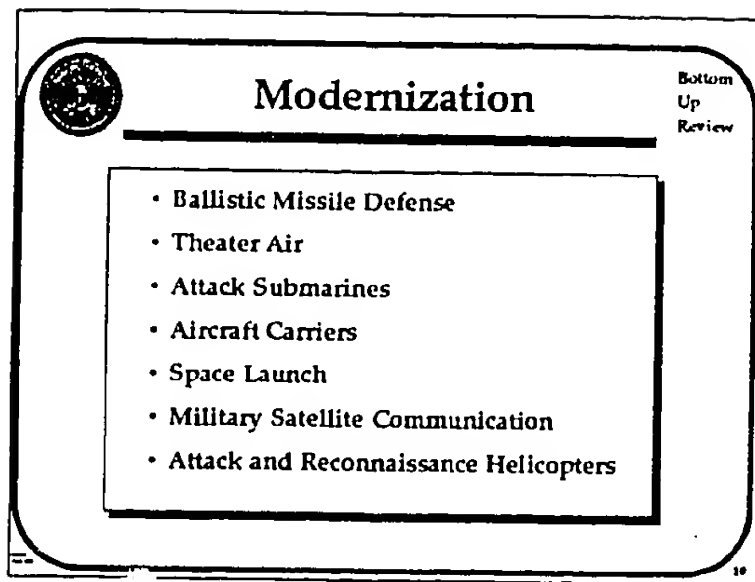 Modernization
Bottom
Up
Review
• Ballistic Missile Defense
• Theater Air
• Attack Submarines
• Aircraft Carriers
• Space Launch
• Military Satellite Communication
• Attack and Reconnaissance Helicopters